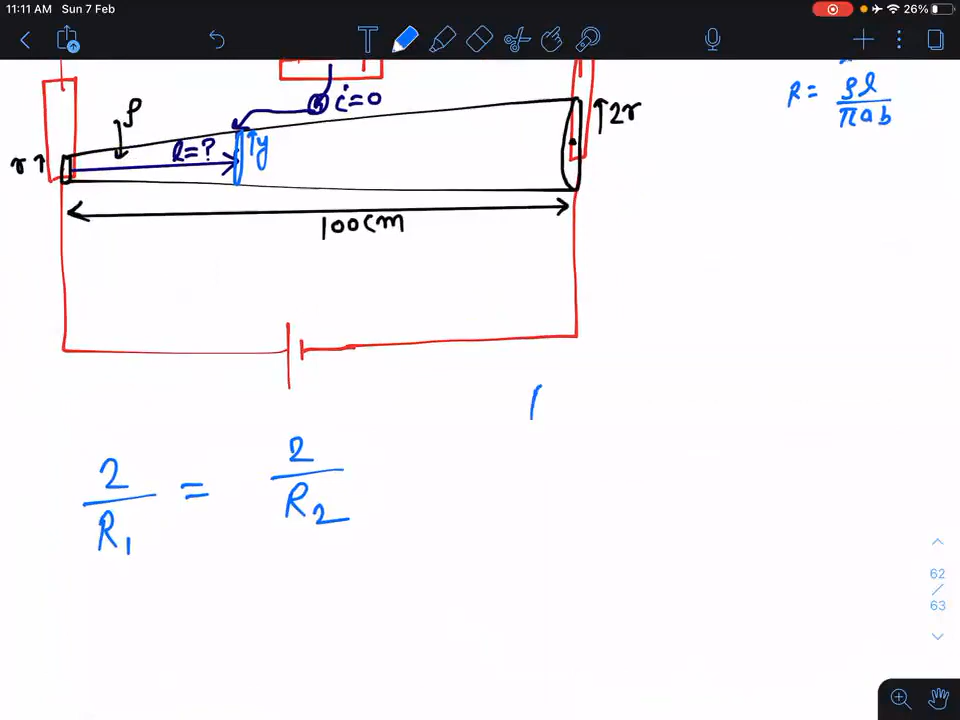 11:11 AM Sun 7 Feb
26%
T
G i=0
ρ
r
l=?
y
2r
100cm
R = ρl / πab
2/R₁ = 2/R₂
(
62
/
63